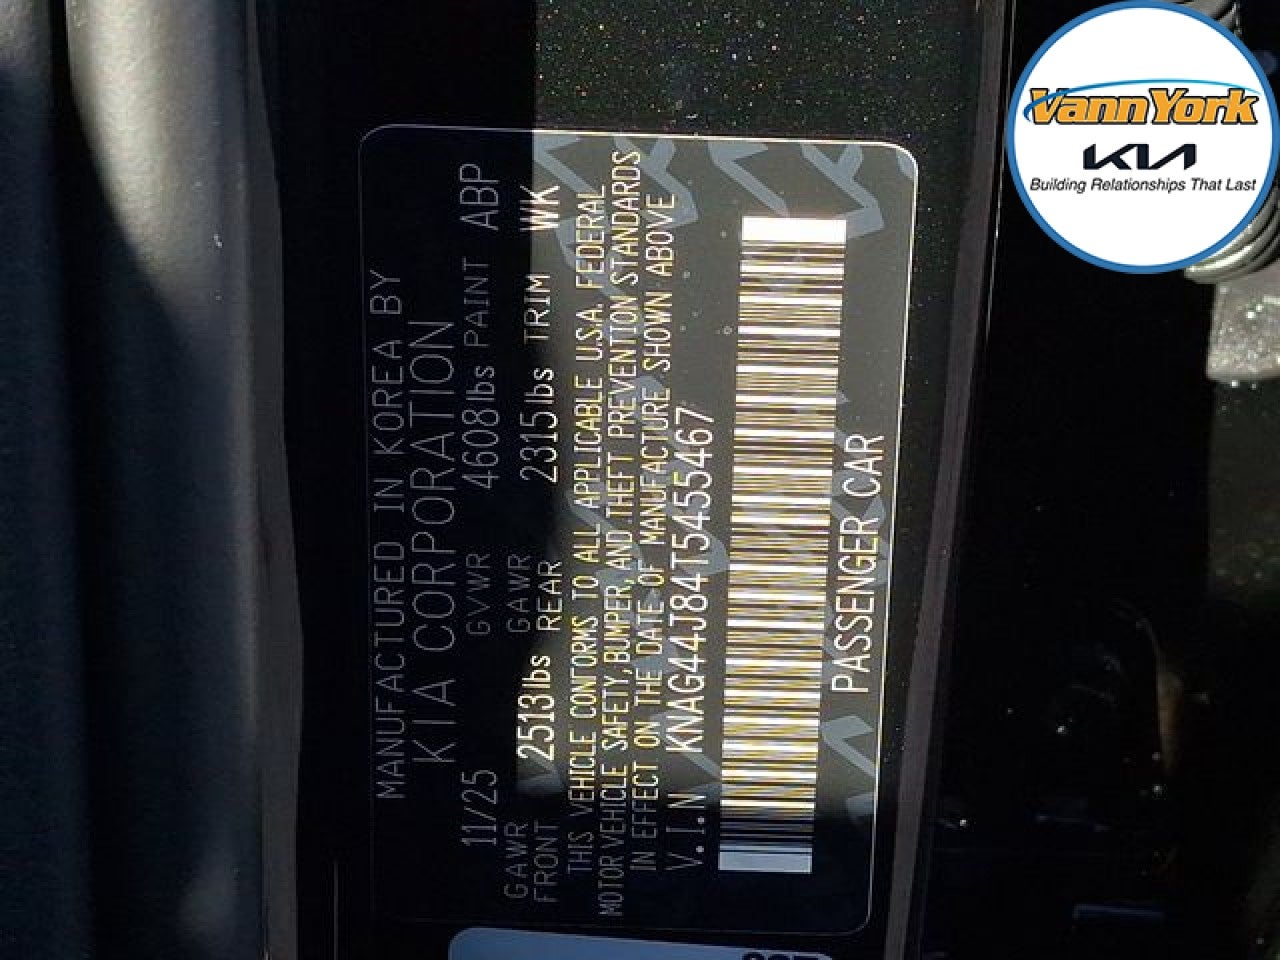 MANUFACTURED IN KOREA BY
KIA CORPORATION
11/25 GVWR 4608lbs PAINT ABP
GAWR FRONT 2513lbs GAWR REAR 2315lbs TRIM WK
THIS VEHICLE CONFORMS TO ALL APPLICABLE U.S.A. FEDERAL
MOTOR VEHICLE SAFETY, BUMPER, AND THEFT PREVENTION STANDARDS
IN EFFECT ON THE DATE OF MANUFACTURE SHOWN ABOVE
V.I.N KNAG44J84T5455467
PASSENGER CAR
VannYork
KIA
Building Relationships That Last